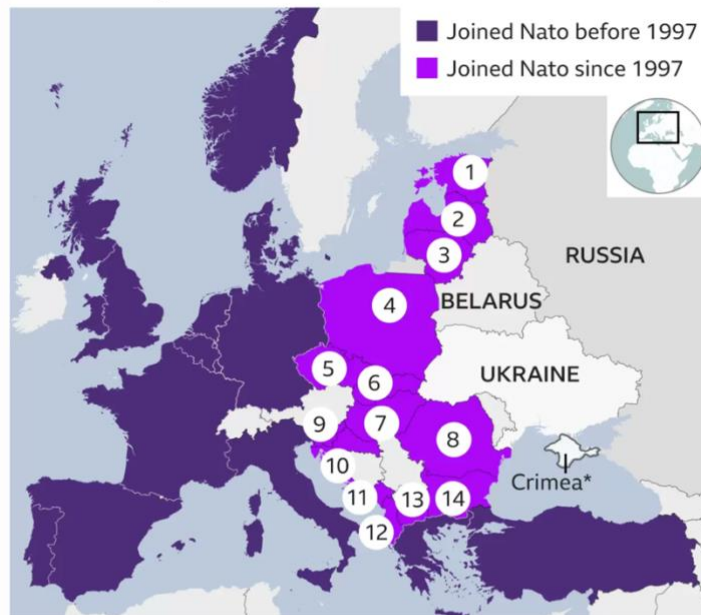 Joined Nato before 1997
Joined Nato since 1997
1
2
3
RUSSIA
BELARUS
4
5
6
UKRAINE
7
8
9
10
Crimea*
11
13
14
12